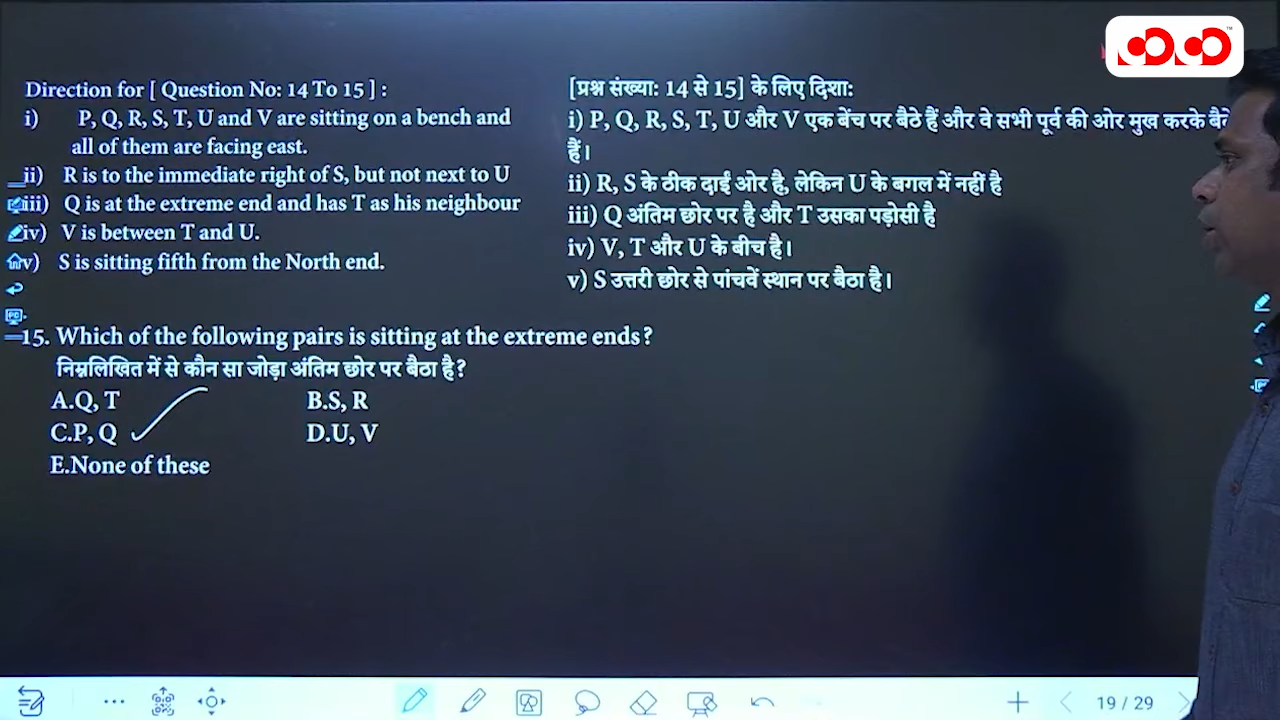 Direction for [ Question No: 14 To 15 ] :
i) P, Q, R, S, T, U and V are sitting on a bench and
all of them are facing east.
ii) R is to the immediate right of S, but not next to U
iii) Q is at the extreme end and has T as his neighbour
iv) V is between T and U.
v) S is sitting fifth from the North end.
[प्रश्न संख्या: 14 से 15] के लिए दिशा:
i) P, Q, R, S, T, U और V एक बेंच पर बैठे हैं और वे सभी पूर्व की ओर मुख करके
हैं।
ii) R, S के ठीक दाईं ओर है, लेकिन U के बगल में नहीं है
iii) Q अंतिम छोर पर है और T उसका पड़ोसी है
iv) V, T और U के बीच है।
v) S उत्तरी छोर से पांचवें स्थान पर बैठा है।
15. Which of the following pairs is sitting at the extreme ends?
निम्नलिखित में से कौन सा जोड़ा अंतिम छोर पर बैठा है?
A.Q, T B.S, R
C.P, Q D.U, V
E.None of these
19 / 29